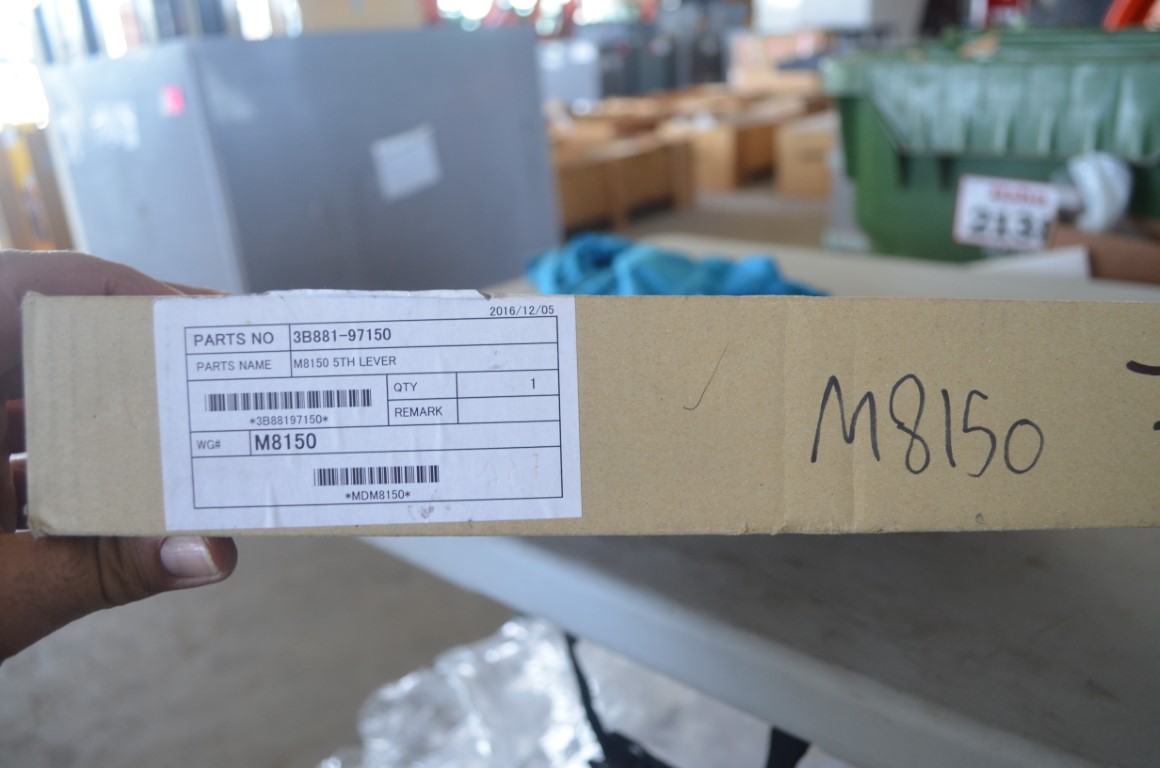 2016/12/05
PARTS NO 3B881-97150
PARTS NAME M8150 5TH LEVER
QTY 1
*3B88197150*
REMARK
WG# M8150
*MDM8150*
M8150